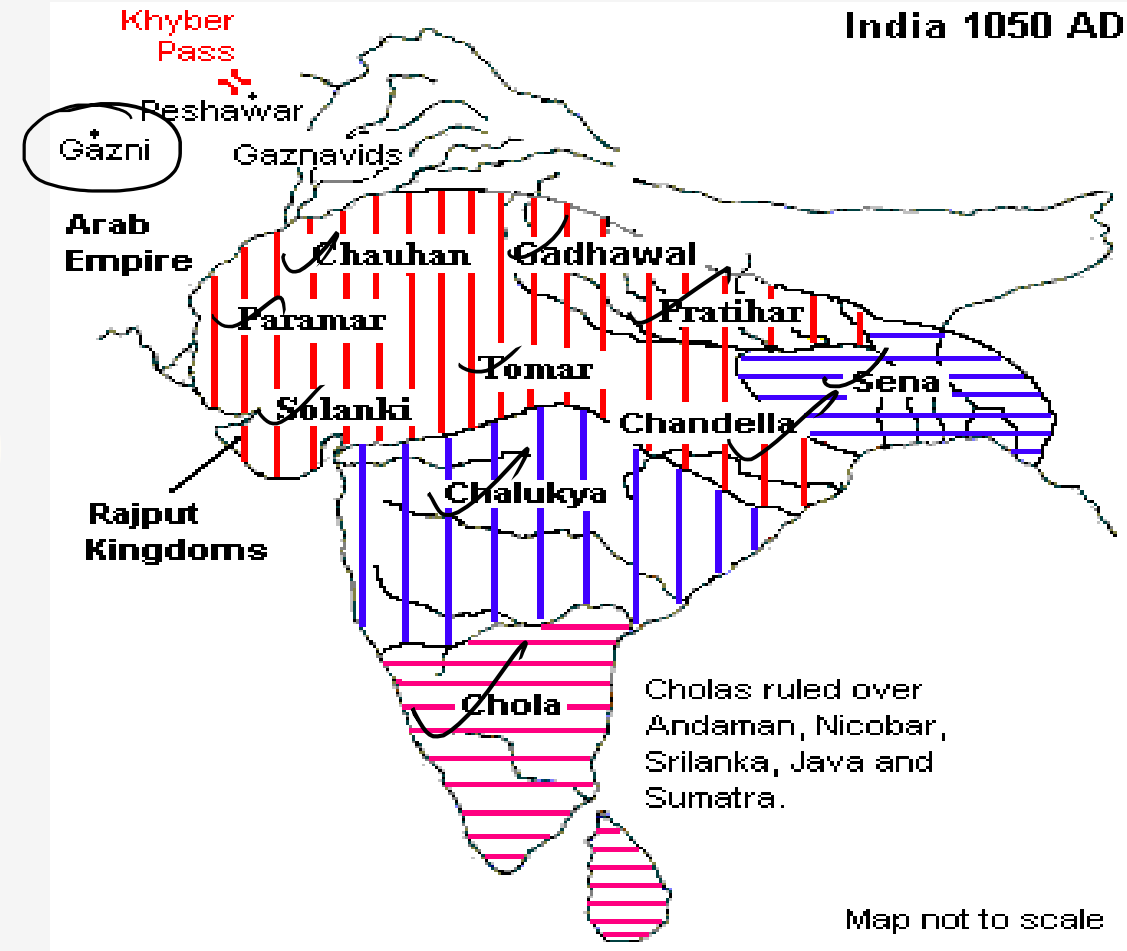 India 1050 AD
Khyber
Pass
Peshawar
Gazni
Gaznavids
Arab
Empire
Chauhan
Gadhawal
Paramar
Pratihar
Tomar
Sena
Solanki
Chandella
Chalukya
Rajput
Kingdoms
Chola
Cholas ruled over
Andaman, Nicobar,
Srilanka, Java and
Sumatra.
Map not to scale